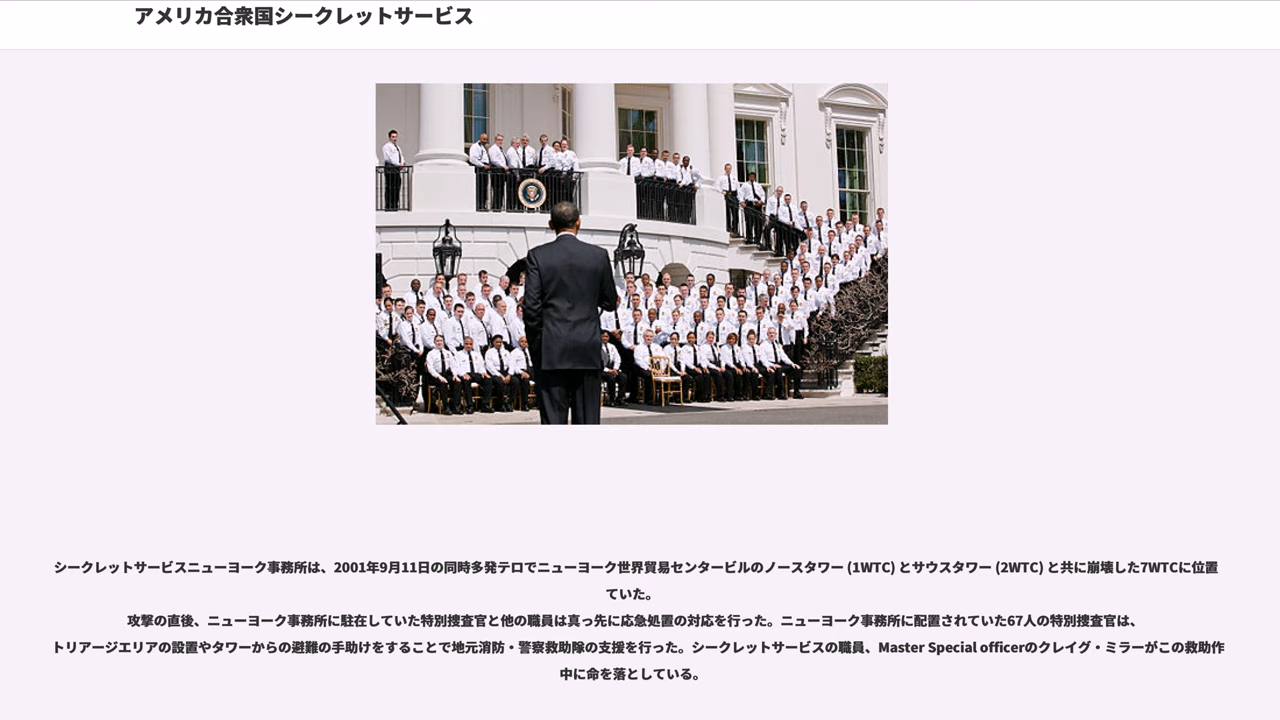 アメリカ合衆国シークレットサービス
シークレットサービスニューヨーク事務所は、2001年9月11日の同時多発テロでニューヨーク世界貿易センタービルのノースタワー (1WTC) とサウスタワー (2WTC) と共に崩壊した7WTCに位置
ていた。
攻撃の直後、ニューヨーク事務所に駐在していた特別捜査官と他の職員は真っ先に応急処置の対応を行った。ニューヨーク事務所に配置されていた67人の特別捜査官は、
トリアージエリアの設置やタワーからの避難の手助けをすることで地元消防・警察救助隊の支援を行った。シークレットサービスの職員、Master Special officerのクレイグ・ミラーがこの救助作
中に命を落としている。